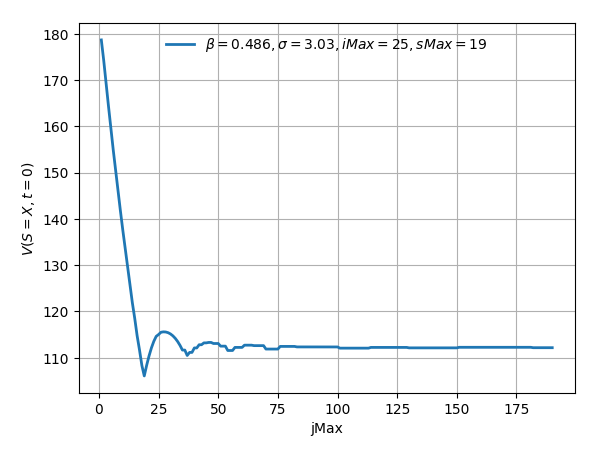 β = 0.486, σ = 3.03, iMax = 25, sMax = 19
180
170
160
150
140
130
120
110
V(S = X, t = 0)
0 25 50 75 100 125 150 175
jMax